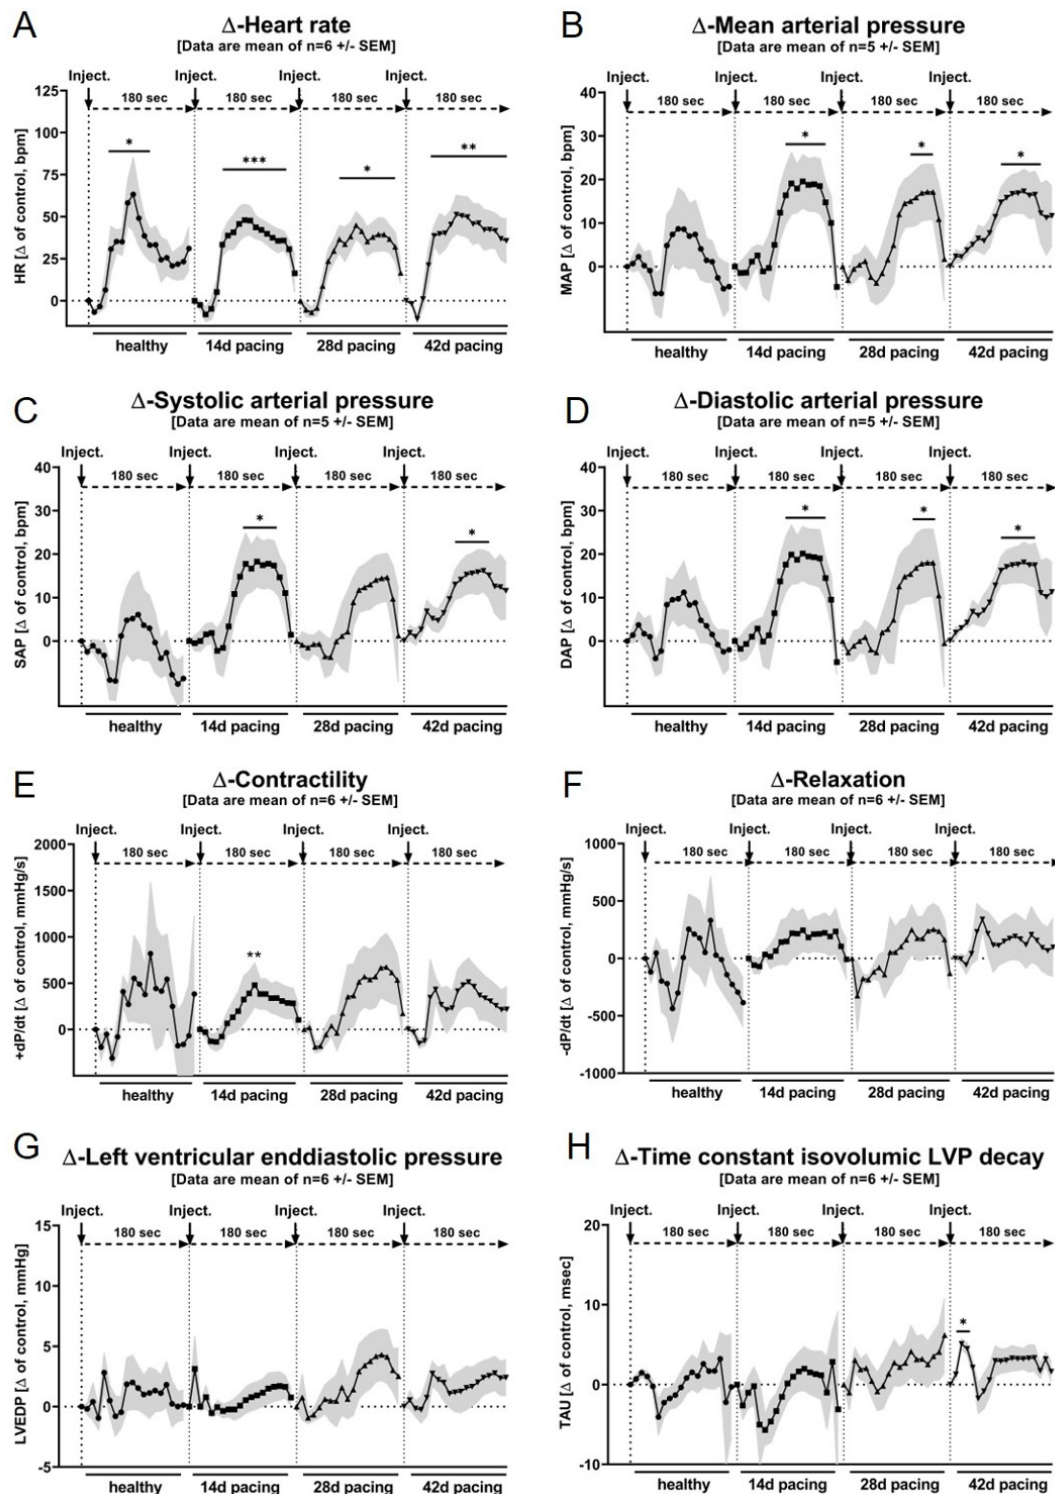 A
Δ-Heart rate
[Data are mean of n=6 +/- SEM]
Inject. Inject. Inject. Inject.
180 sec 180 sec 180 sec 180 sec
125
100
75
50
25
0
HR [Δ of control, bpm]
* *** * **
healthy 14d pacing 28d pacing 42d pacing
B
Δ-Mean arterial pressure
[Data are mean of n=5 +/- SEM]
Inject. Inject. Inject. Inject.
180 sec 180 sec 180 sec 180 sec
40
30
20
10
0
MAP [Δ of control, bpm]
* * *
healthy 14d pacing 28d pacing 42d pacing
C
Δ-Systolic arterial pressure
[Data are mean of n=5 +/- SEM]
Inject. Inject. Inject. Inject.
180 sec 180 sec 180 sec 180 sec
40
30
20
10
0
SAP [Δ of control, bpm]
* *
healthy 14d pacing 28d pacing 42d pacing
D
Δ-Diastolic arterial pressure
[Data are mean of n=5 +/- SEM]
Inject. Inject. Inject. Inject.
180 sec 180 sec 180 sec 180 sec
40
30
20
10
0
DAP [Δ of control, bpm]
* * *
healthy 14d pacing 28d pacing 42d pacing
E
Δ-Contractility
[Data are mean of n=6 +/- SEM]
Inject. Inject. Inject. Inject.
180 sec 180 sec 180 sec 180 sec
2000
1500
1000
500
0
+dP/dt [Δ of control, mmHg/s]
**
healthy 14d pacing 28d pacing 42d pacing
F
Δ-Relaxation
[Data are mean of n=6 +/- SEM]
Inject. Inject. Inject. Inject.
180 sec 180 sec 180 sec 180 sec
1000
500
0
-500
-1000
-dP/dt [Δ of control, mmHg/s]
healthy 14d pacing 28d pacing 42d pacing
G
Δ-Left ventricular enddiastolic pressure
[Data are mean of n=6 +/- SEM]
Inject. Inject. Inject. Inject.
180 sec 180 sec 180 sec 180 sec
15
10
5
0
-5
LVEDP [Δ of control, mmHg]
healthy 14d pacing 28d pacing 42d pacing
H
Δ-Time constant isovolumic LVP decay
[Data are mean of n=6 +/- SEM]
Inject. Inject. Inject. Inject.
180 sec 180 sec 180 sec 180 sec
20
10
0
-10
TAU [Δ of control, msec]
*
healthy 14d pacing 28d pacing 42d pacing